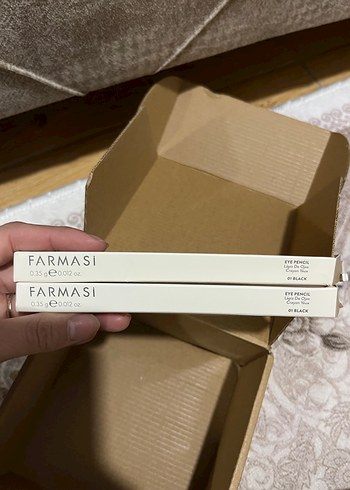 FARMASİ
0.35 g ℮ 0.012 oz.
EYE PENCIL
Lápiz De Ojos
Crayon Yeux
01 BLACK
FARMASİ
0.35 g ℮ 0.012 oz.
EYE PENCIL
Lápiz De Ojos
Crayon Yeux
01 BLACK